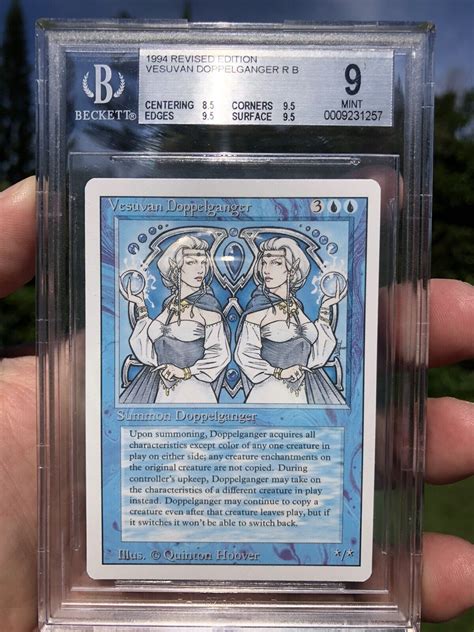 1994 REVISED EDITION
VESUVAN DOPPELGANGER R B
B
BECKETT®
CENTERING 8.5 CORNERS 9.5
EDGES 9.5 SURFACE 9.5
9
MINT
0009231257
Vesuvan Doppelganger 3
Summon Doppelganger
Upon summoning, Doppelganger acquires all
characteristics except color of any one creature in
play on either side; any creature enchantments on
the original creature are not copied. During
controller's upkeep, Doppelganger may take on
the characteristics of a different creature in play
instead. Doppelganger may continue to copy a
creature even after that creature leaves play, but if
it switches it won't be able to switch back.
Illus. © Quinton Hoover
*/*